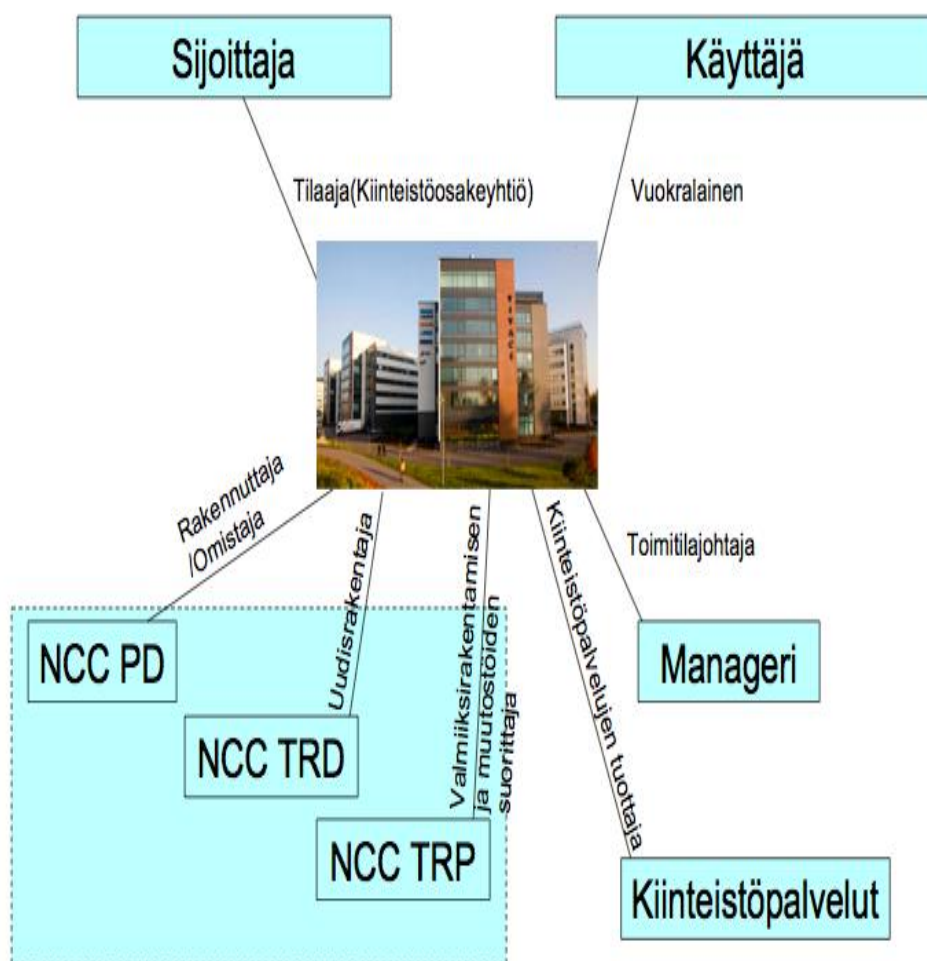 Sijoittaja
Käyttäjä
Tilaaja(Kiinteistöosakeyhtiö)
Vuokralainen
VIVACE
Rakennuttaja
/Omistaja
Uudisrakentaja
Valmiiksirakentamisen
ja muutostöiden
suorittaja
Kiinteistöpalvelujen tuottaja
Toimitilajohtaja
NCC PD
Manageri
NCC TRD
NCC TRP
Kiinteistöpalvelut